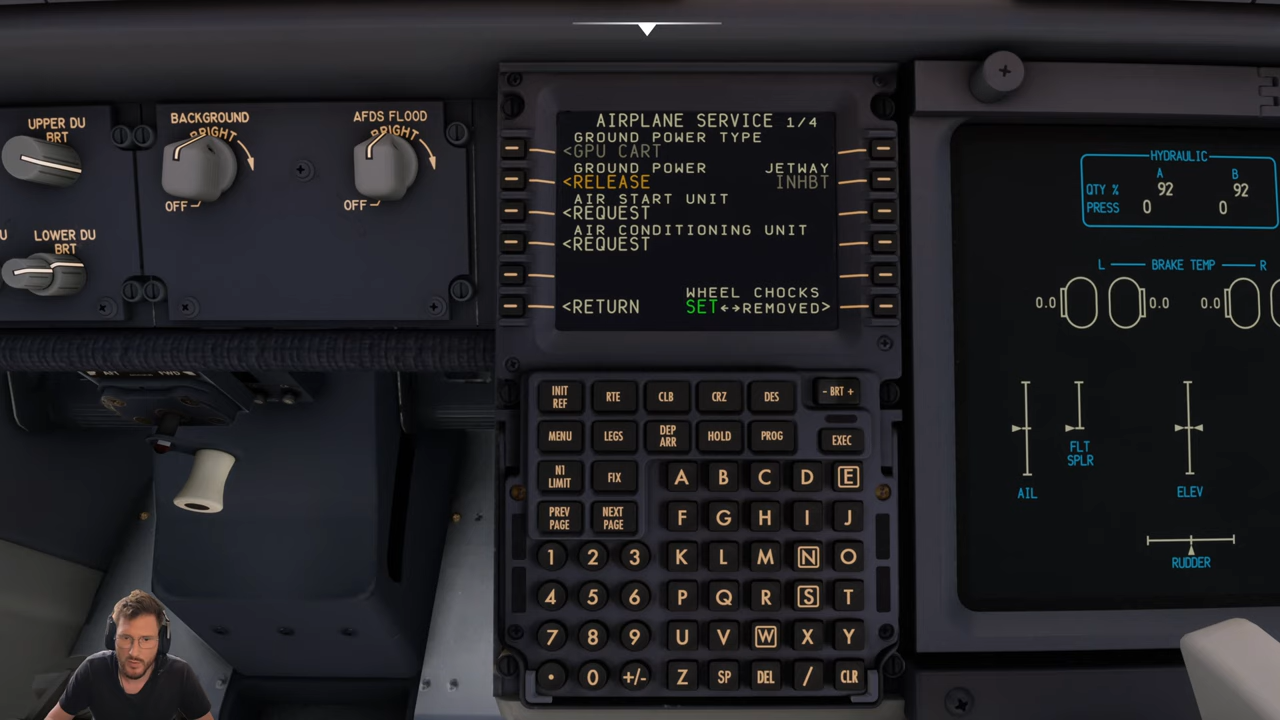 UPPER DU
BRT
BACKGROUND
BRIGHT
OFF
AFDS FLOOD
BRIGHT
OFF
LOWER DU
BRT
AIRPLANE SERVICE 1/4
GROUND POWER TYPE
<GPU CART
GROUND POWER JETWAY
<RELEASE INHBT
AIR START UNIT
<REQUEST
AIR CONDITIONING UNIT
<REQUEST
WHEEL CHOCKS
<RETURN SET↔REMOVED>
INIT REF RTE CLB CRZ DES - BRT +
MENU LEGS DEP ARR HOLD PROG EXEC
N1 LIMIT FIX A B C D E
PREV PAGE NEXT PAGE F G H I J
1 2 3 K L M N O
4 5 6 P Q R S T
7 8 9 U V W X Y
. 0 +/- Z SP DEL / CLR
HYDRAULIC
A B
QTY % 92 92
PRESS 0 0
L BRAKE TEMP R
0.0 0.0 0.0
FLT
SPLR
AIL ELEV
RUDDER